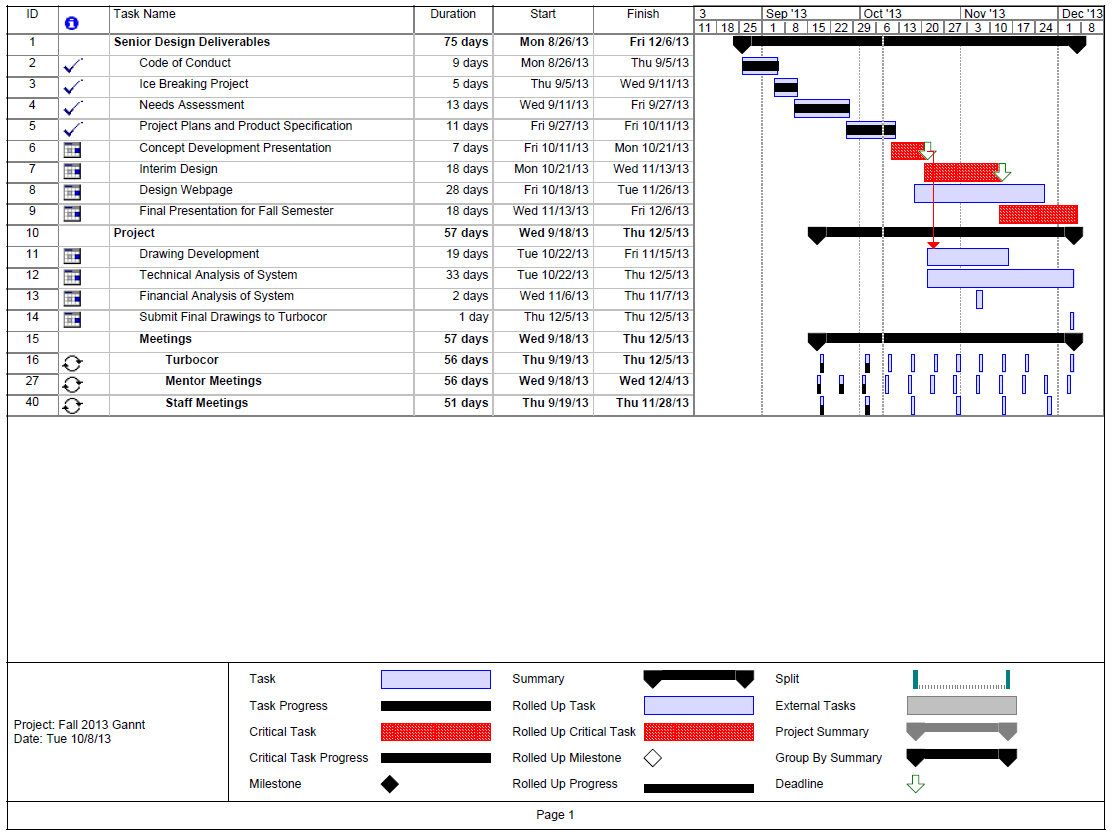 ID Task Name Duration Start Finish 3 Sep '13 Oct '13 Nov '13 Dec '13
11 18 25 1 8 15 22 29 6 13 20 27 3 10 17 24 1 8
1 Senior Design Deliverables 75 days Mon 8/26/13 Fri 12/6/13
2 Code of Conduct 9 days Mon 8/26/13 Thu 9/5/13
3 Ice Breaking Project 5 days Thu 9/5/13 Wed 9/11/13
4 Needs Assessment 13 days Wed 9/11/13 Fri 9/27/13
5 Project Plans and Product Specification 11 days Fri 9/27/13 Fri 10/11/13
6 Concept Development Presentation 7 days Fri 10/11/13 Mon 10/21/13
7 Interim Design 18 days Mon 10/21/13 Wed 11/13/13
8 Design Webpage 28 days Fri 10/18/13 Tue 11/26/13
9 Final Presentation for Fall Semester 18 days Wed 11/13/13 Fri 12/6/13
10 Project 57 days Wed 9/18/13 Thu 12/5/13
11 Drawing Development 19 days Tue 10/22/13 Fri 11/15/13
12 Technical Analysis of System 33 days Tue 10/22/13 Thu 12/5/13
13 Financial Analysis of System 2 days Wed 11/6/13 Thu 11/7/13
14 Submit Final Drawings to Turbocor 1 day Thu 12/5/13 Thu 12/5/13
15 Meetings 57 days Wed 9/18/13 Thu 12/5/13
16 Turbocor 56 days Thu 9/19/13 Thu 12/5/13
27 Mentor Meetings 56 days Wed 9/18/13 Wed 12/4/13
40 Staff Meetings 51 days Thu 9/19/13 Thu 11/28/13
Project: Fall 2013 Gannt
Date: Tue 10/8/13
Task Summary Split
Task Progress Rolled Up Task External Tasks
Critical Task Rolled Up Critical Task Project Summary
Critical Task Progress Rolled Up Milestone Group By Summary
Milestone Rolled Up Progress Deadline
Page 1